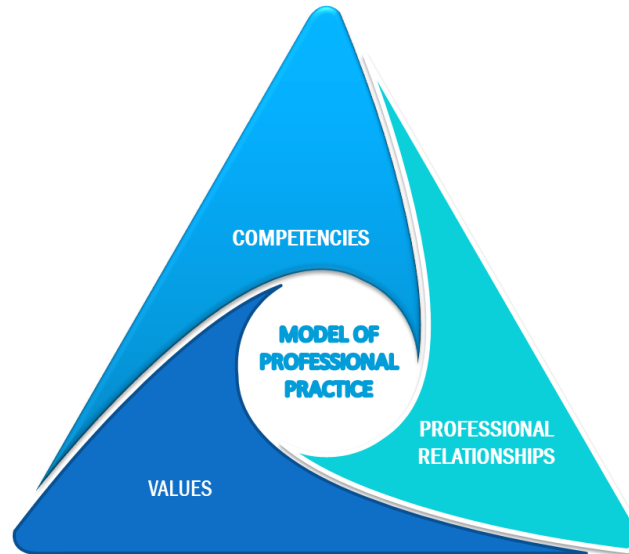 COMPETENCIES
MODEL OF
PROFESSIONAL
PRACTICE
PROFESSIONAL
RELATIONSHIPS
VALUES